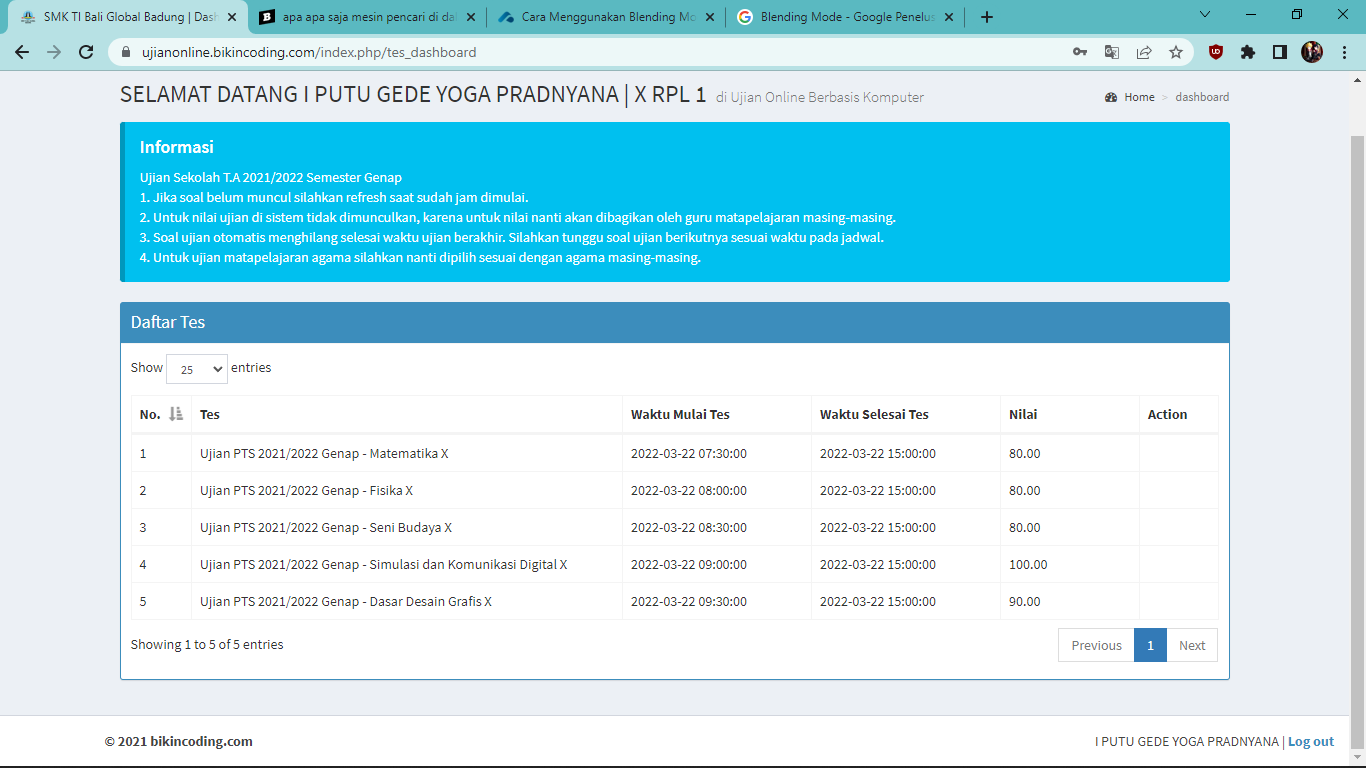 SMK TI Bali Global Badung | Dash
apa apa saja mesin pencari di dal
Cara Menggunakan Blending Mo
Blending Mode - Google Penelus
ujianonline.bikincoding.com/index.php/tes_dashboard
SELAMAT DATANG I PUTU GEDE YOGA PRADNYANA | X RPL 1 di Ujian Online Berbasis Komputer
Home > dashboard
Informasi
Ujian Sekolah T.A 2021/2022 Semester Genap
1. Jika soal belum muncul silahkan refresh saat sudah jam dimulai.
2. Untuk nilai ujian di sistem tidak dimunculkan, karena untuk nilai nanti akan dibagikan oleh guru matapelajaran masing-masing.
3. Soal ujian otomatis menghilang selesai waktu ujian berakhir. Silahkan tunggu soal ujian berikutnya sesuai waktu pada jadwal.
4. Untuk ujian matapelajaran agama silahkan nanti dipilih sesuai dengan agama masing-masing.
Daftar Tes
Show 25 entries
No. Tes Waktu Mulai Tes Waktu Selesai Tes Nilai Action
1 Ujian PTS 2021/2022 Genap - Matematika X 2022-03-22 07:30:00 2022-03-22 15:00:00 80.00
2 Ujian PTS 2021/2022 Genap - Fisika X 2022-03-22 08:00:00 2022-03-22 15:00:00 80.00
3 Ujian PTS 2021/2022 Genap - Seni Budaya X 2022-03-22 08:30:00 2022-03-22 15:00:00 80.00
4 Ujian PTS 2021/2022 Genap - Simulasi dan Komunikasi Digital X 2022-03-22 09:00:00 2022-03-22 15:00:00 100.00
5 Ujian PTS 2021/2022 Genap - Dasar Desain Grafis X 2022-03-22 09:30:00 2022-03-22 15:00:00 90.00
Showing 1 to 5 of 5 entries
Previous 1 Next
© 2021 bikincoding.com
I PUTU GEDE YOGA PRADNYANA | Log out